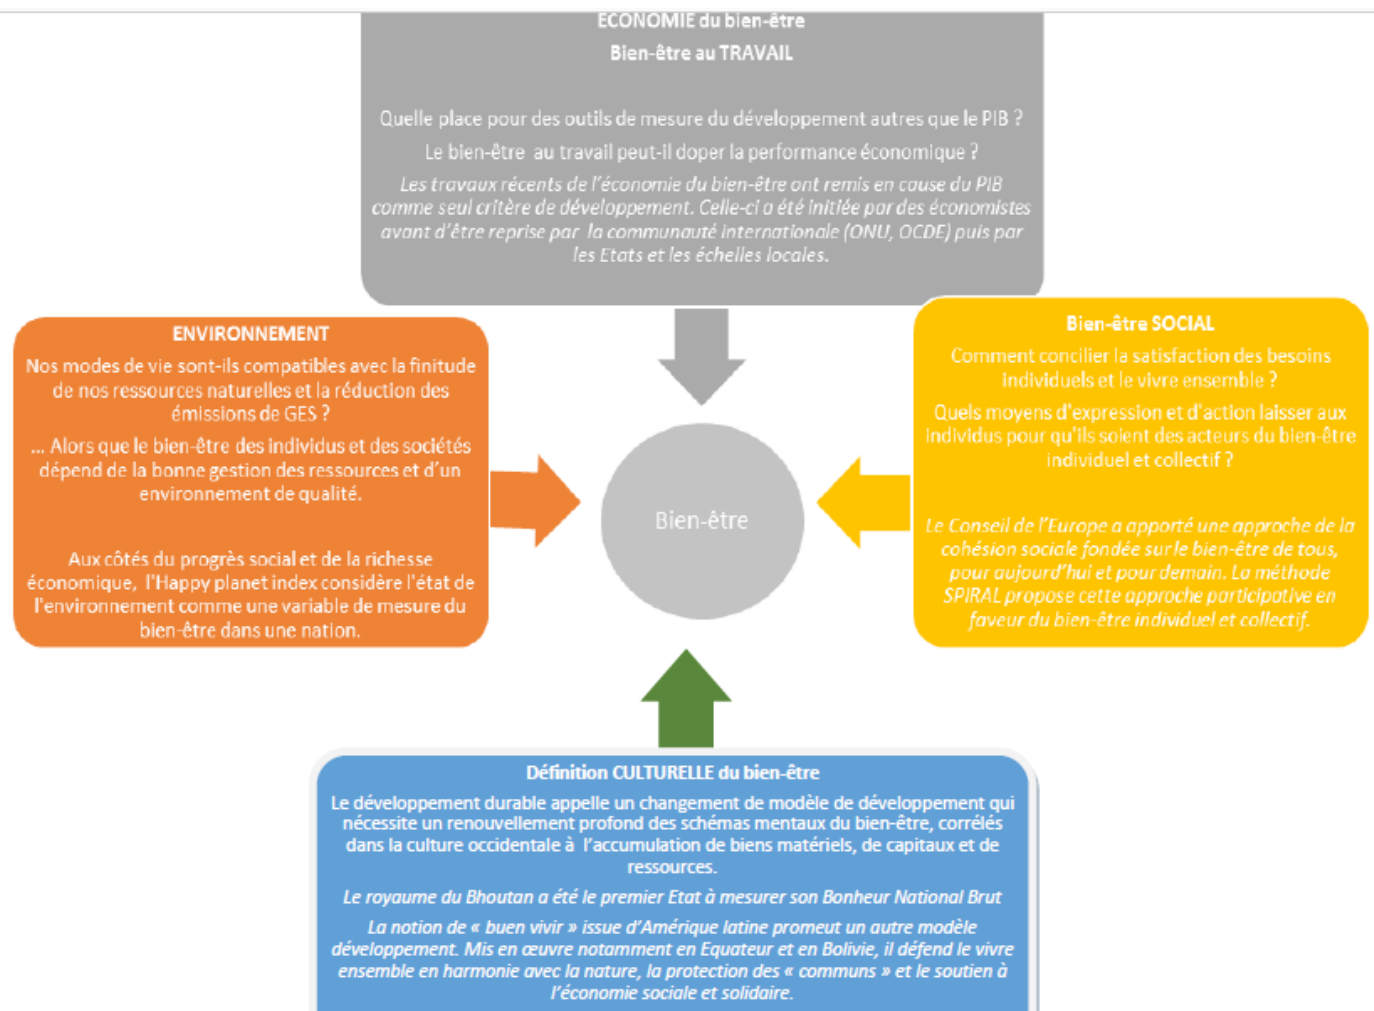 ECONOMIE du bien-être
Bien-être au TRAVAIL
Quelle place pour des outils de mesure du développement autres que le PIB ?
Le bien-être au travail peut-il doper la performance économique ?
Les travaux récents de l'économie du bien-être ont remis en cause du PIB
comme seul critère de développement. Celle-ci a été initiée par des économistes
avant d'être reprise par la communauté internationale (ONU, OCDE) puis par
les Etats et les échelles locales.
ENVIRONNEMENT
Nos modes de vie sont-ils compatibles avec la finitude
de nos ressources naturelles et la réduction des
émissions de GES ?
... Alors que le bien-être des individus et des sociétés
dépend de la bonne gestion des ressources et d'un
environnement de qualité.
Aux côtés du progrès social et de la richesse
économique, l'Happy planet index considère l'état de
l'environnement comme une variable de mesure du
bien-être dans une nation.
Bien-être
Bien-être SOCIAL
Comment concilier la satisfaction des besoins
individuels et le vivre ensemble ?
Quels moyens d'expression et d'action laisser aux
individus pour qu'ils soient des acteurs du bien-être
individuel et collectif ?
Le Conseil de l'Europe a apporté une approche de la
cohésion sociale fondée sur le bien-être de tous,
pour aujourd'hui et pour demain. La méthode
SPIRAL propose cette approche participative en
faveur du bien-être individuel et collectif.
Définition CULTURELLE du bien-être
Le développement durable appelle un changement de modèle de développement qui
nécessite un renouvellement profond des schémas mentaux du bien-être, corrélés
dans la culture occidentale à l'accumulation de biens matériels, de capitaux et de
ressources.
Le royaume du Bhoutan a été le premier Etat à mesurer son Bonheur National Brut
La notion de « buen vivir » issue d'Amérique latine promeut un autre modèle
développement. Mis en œuvre notamment en Equateur et en Bolivie, il défend le vivre
ensemble en harmonie avec la nature, la protection des « communs » et le soutien à
l'économie sociale et solidaire.